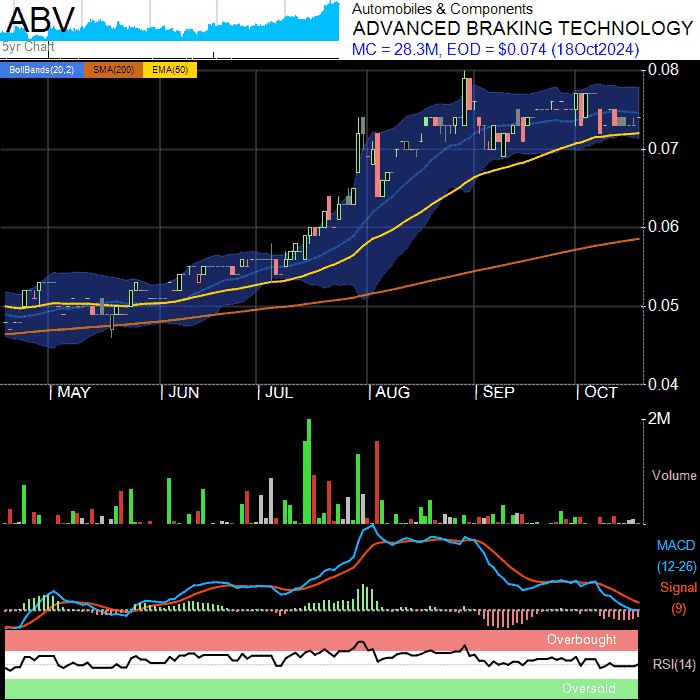 ABV
5yr Chart
Automobiles & Components
ADVANCED BRAKING TECHNOLOGY
MC = 28.3M, EOD = $0.074 (18Oct2024)
BollBands(20,2) SMA(200) EMA(50)
0.08
0.07
0.06
0.05
0.04
MAY JUN JUL AUG SEP OCT
2M
Volume
MACD
(12-26)
Signal
(9)
Overbought
RSI(14)
Oversold